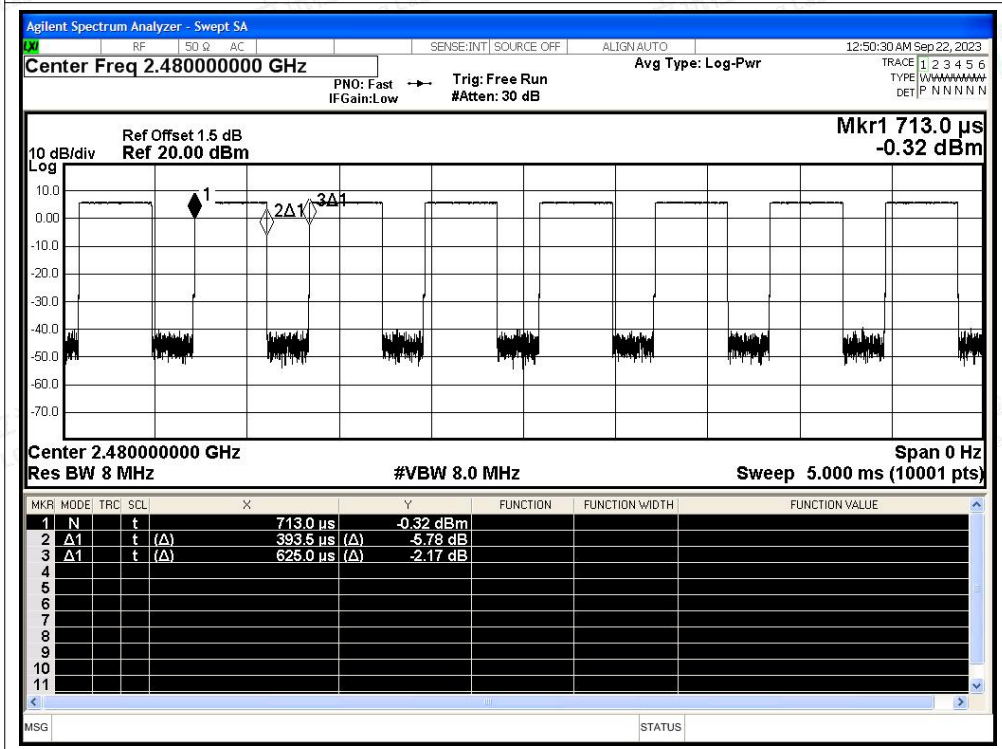 Agilent Spectrum Analyzer - Swept SA
LXI RF 50 Ω AC SENSE:INT SOURCE OFF ALIGN AUTO 12:50:30 AM Sep 22, 2023
Center Freq 2.480000000 GHz Avg Type: Log-Pwr TRACE 1 2 3 4 5 6
PNO: Fast Trig: Free Run TYPE W
IFGain:Low #Atten: 30 dB DET P N N N N N
Mkr1 713.0 µs
Ref Offset 1.5 dB
10 dB/div Ref 20.00 dBm -0.32 dBm
Log
10.0
1 2Δ1 3Δ1
0.00
-10.0
-20.0
-30.0
-40.0
-50.0
-60.0
-70.0
Center 2.480000000 GHz Span 0 Hz
Res BW 8 MHz #VBW 8.0 MHz Sweep 5.000 ms (10001 pts)
MKR MODE TRC SCL X Y FUNCTION FUNCTION WIDTH FUNCTION VALUE
1 N t 713.0 µs -0.32 dBm
2 Δ1 t (Δ) 393.5 µs (Δ) -5.78 dB
3 Δ1 t (Δ) 625.0 µs (Δ) -2.17 dB
4
5
6
7
8
9
10
11
MSG STATUS